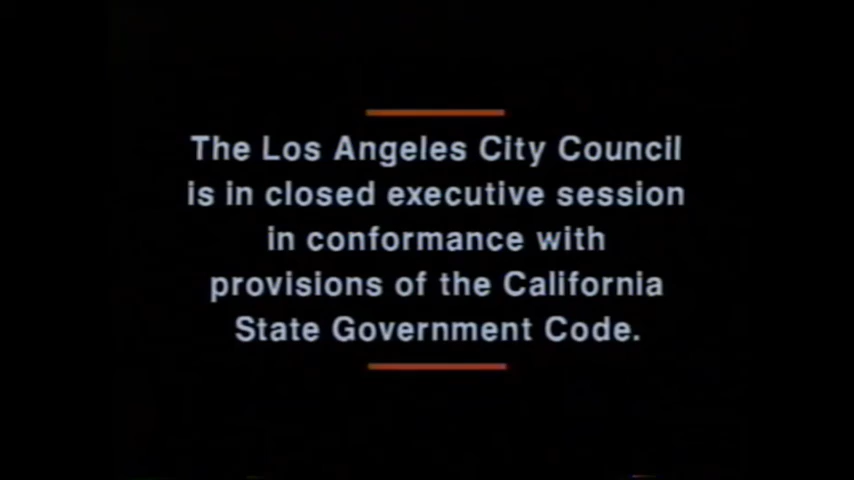 The Los Angeles City Council
is in closed executive session
in conformance with
provisions of the California
State Government Code.